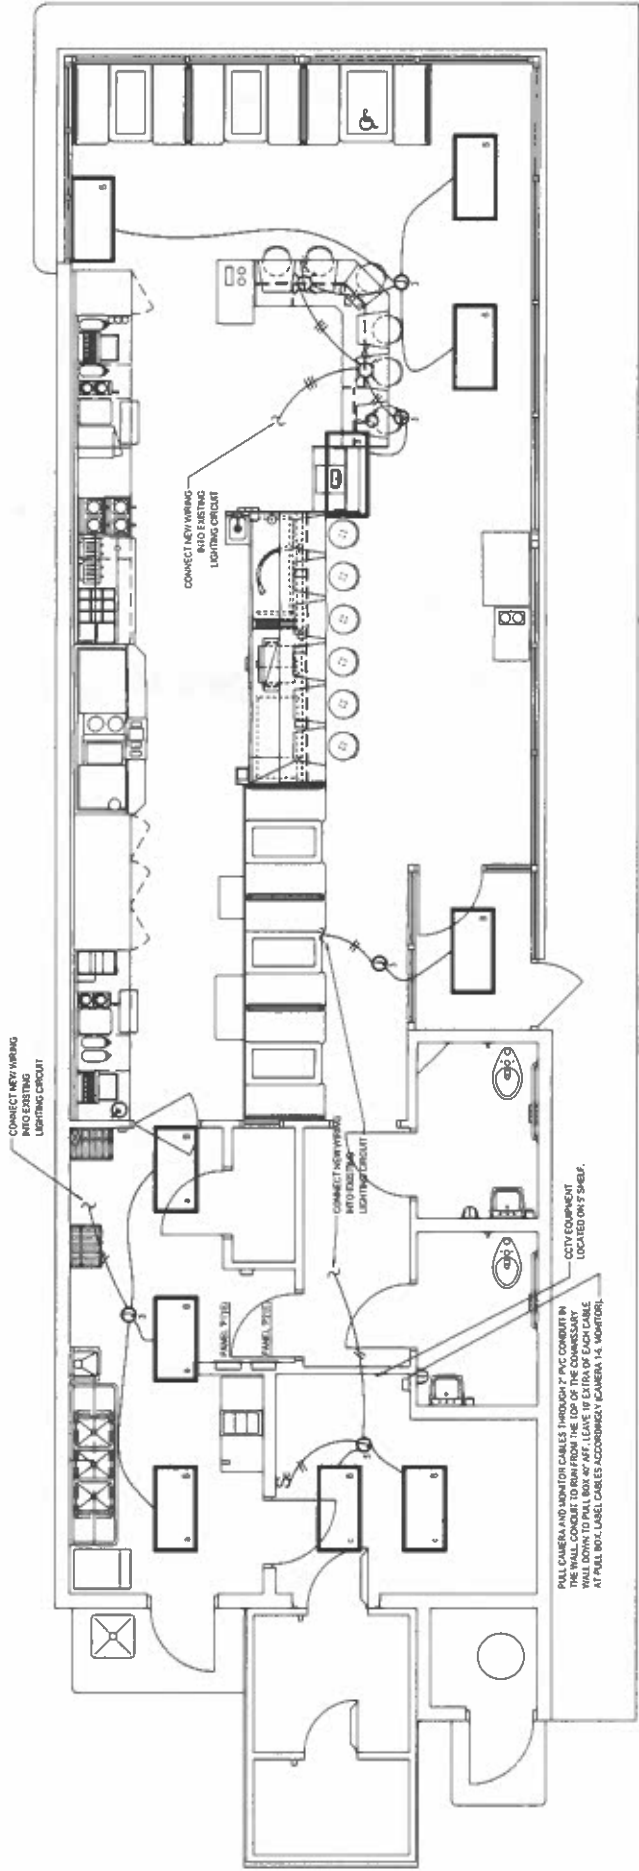 CONNECT NEW WIRING
INTO EXISTING
LIGHTING CIRCUIT
CONNECT NEW WIRING
INTO EXISTING
LIGHTING CIRCUIT
CONNECT NEW WIRING
INTO EXISTING
LIGHTING CIRCUIT
PANEL
PANEL
CCTV EQUIPMENT
LOCATED ON 5' SHELF.
PULL CAMERA AND MONITOR CABLES THROUGH 2" PVC CONDUIT IN
THE WALL. CONDUIT TO RUN FROM THE TOP OF THE COMMISSARY
WALL DOWN TO PULL BOX 40" AFF. LEAVE 10' EXTRA OF EACH CABLE
AT PULL BOX. LABEL CABLES ACCORDINGLY (CAMERA 1-6, MONITOR).